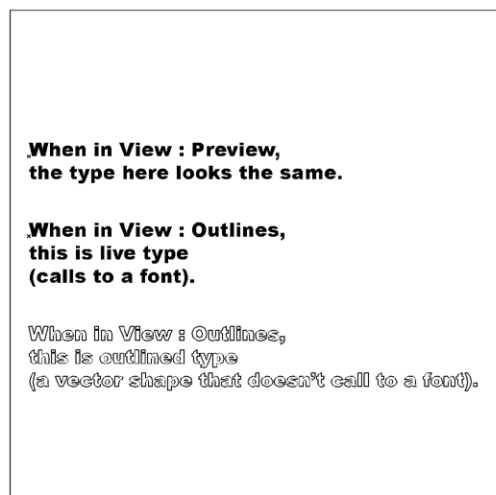 When in View : Preview,
the type here looks the same.
When in View : Outlines,
this is live type
(calls to a font).
When in View : Outlines,
this is outlined type
(a vector shape that doesn't call to a font).